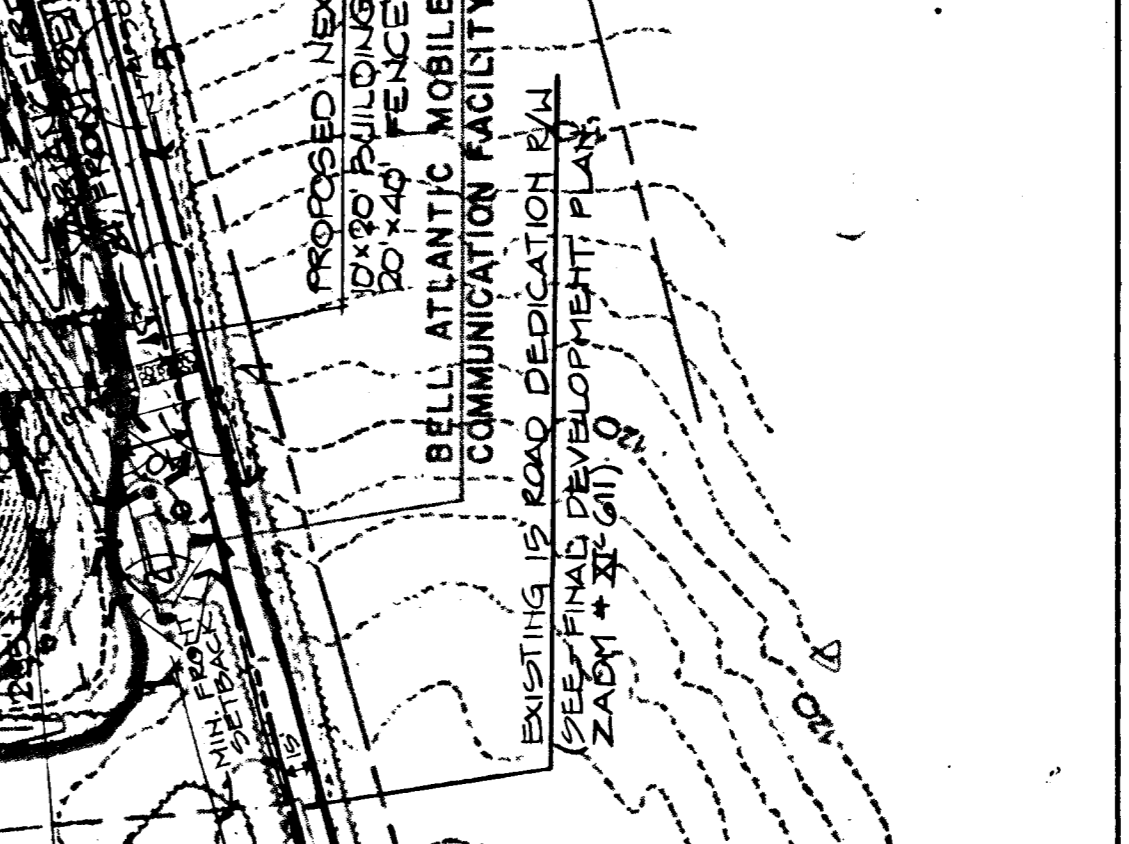 PROPOSED NEX
10'x20' BUILDING
20'x40' FENCE
BELL ATLANTIC MOBILE
COMMUNICATION FACILITY
EXISTING 15' ROAD DEDICATION R/W
(SEE FINAL DEVELOPMENT PLAN,
ZADM # XI-611)
120
120
MIN. FRONT
SETBACK
15